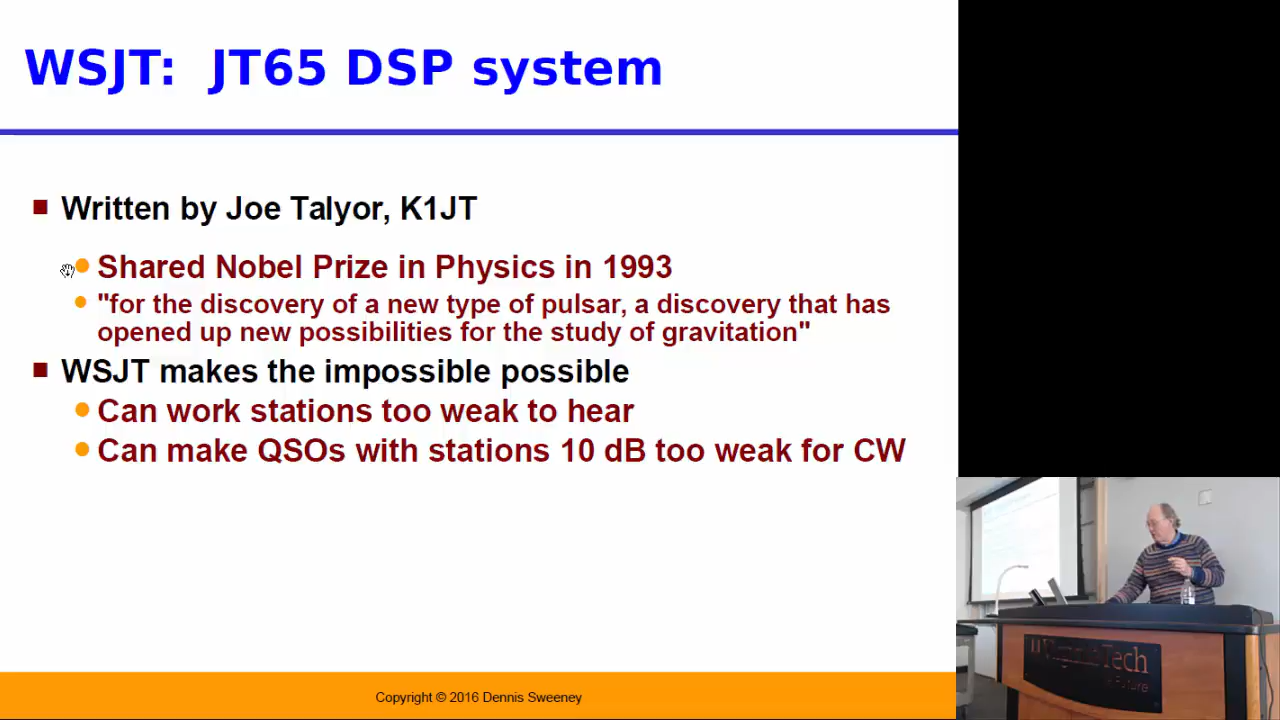 WSJT: JT65 DSP system
Written by Joe Talyor, K1JT
Shared Nobel Prize in Physics in 1993
"for the discovery of a new type of pulsar, a discovery that has
opened up new possibilities for the study of gravitation"
WSJT makes the impossible possible
Can work stations too weak to hear
Can make QSOs with stations 10 dB too weak for CW
Copyright © 2016 Dennis Sweeney
Virginia Tech